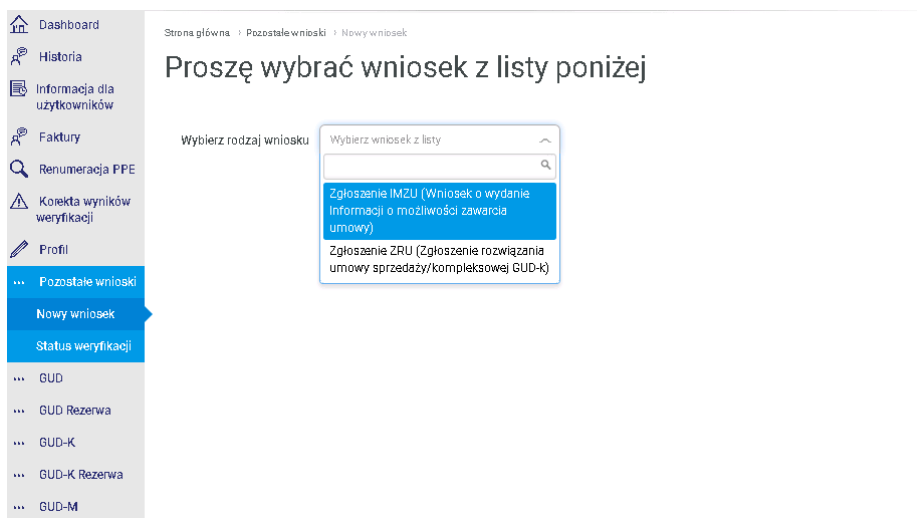 Dashboard
Historia
Informacja dla
użytkowników
Faktury
Renumeracja PPE
Korekta wyników
weryfikacji
Profil
Pozostałe wnioski
Nowy wniosek
Status weryfikacji
GUD
GUD Rezerwa
GUD-K
GUD-K Rezerwa
GUD-M
Strona główna > Pozostałe wnioski > Nowy wniosek
Proszę wybrać wniosek z listy poniżej
Wybierz rodzaj wniosku
Wybierz wniosek z listy
Zgłoszenie IMZU (Wniosek o wydanie
Informacji o możliwości zawarcia
umowy)
Zgłoszenie ZRU (Zgłoszenie rozwiązania
umowy sprzedaży/kompleksowej GUD-k)